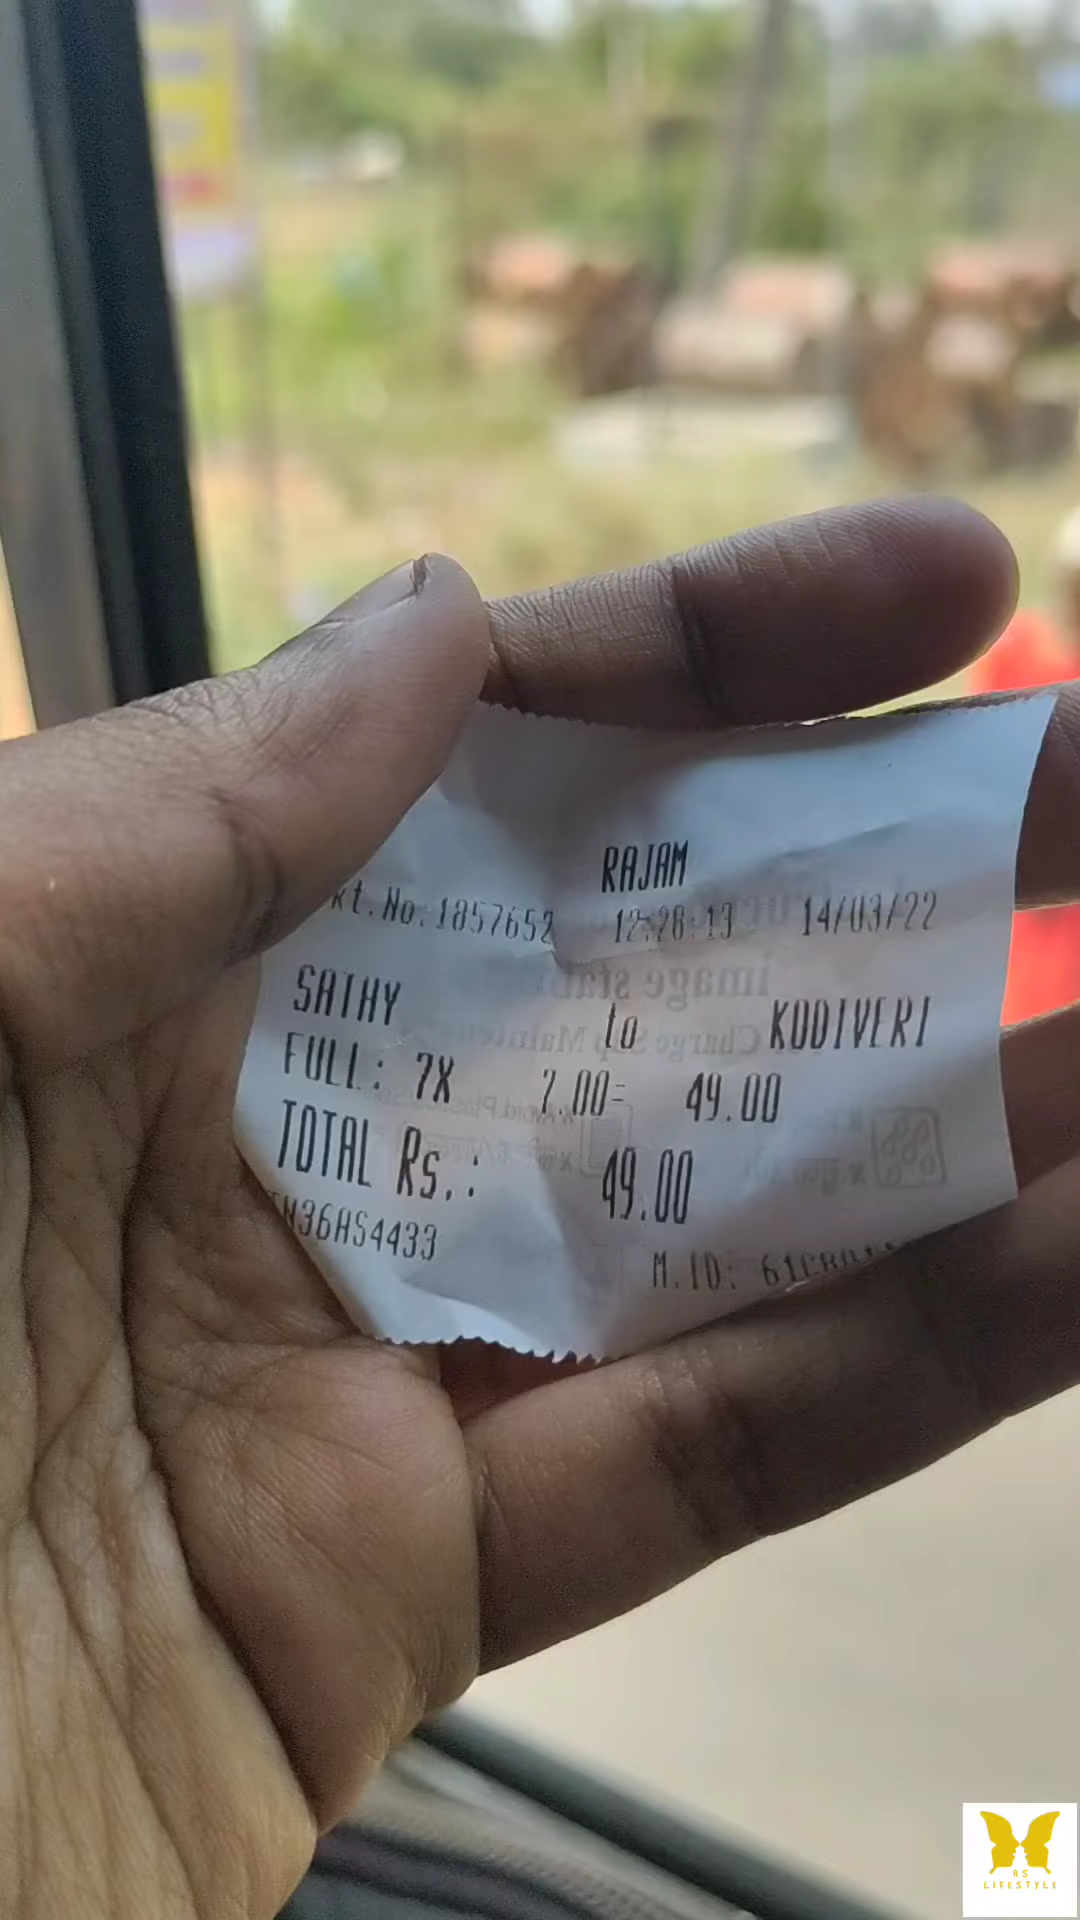 RAJAM
kt.No:1857652 12:28:13 14/03/22
SATHY to KODIVERI
FULL: 7X 7.00= 49.00
TOTAL Rs.: 49.00
TN36AS4433
M.ID:
RS
LIFESTYLE